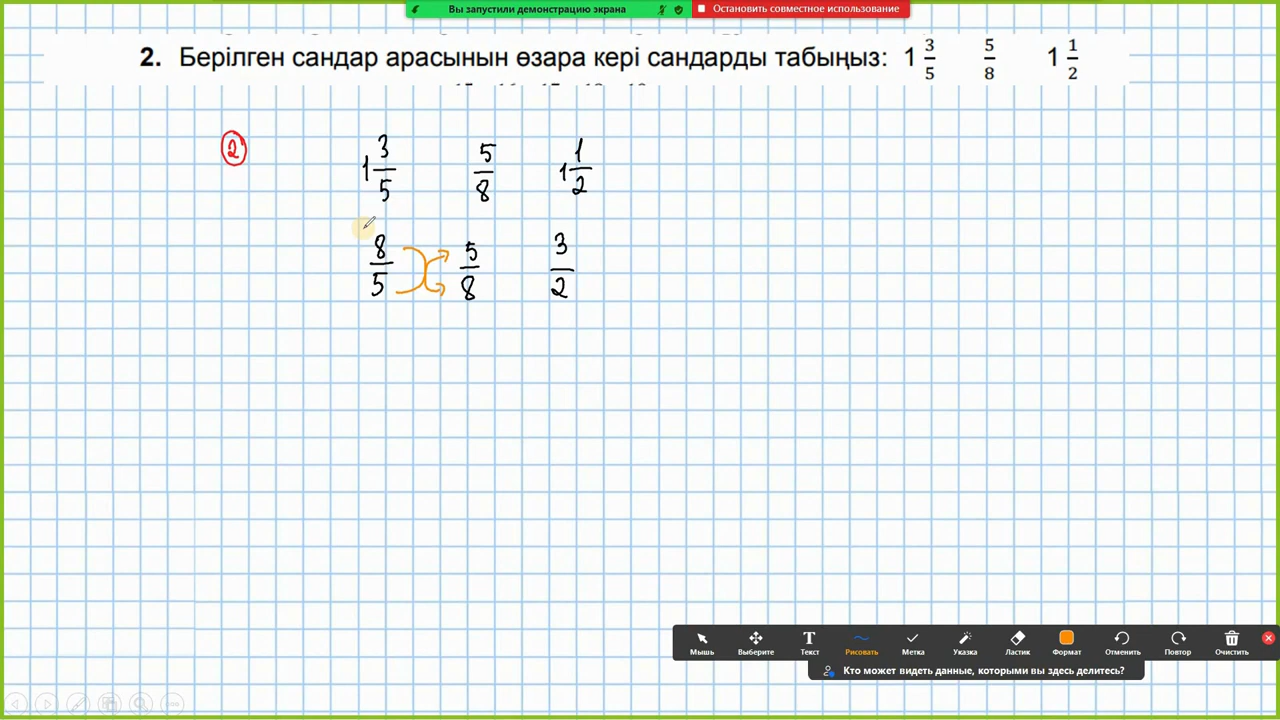 Вы запустили демонстрацию экрана
Остановить совместное использование
2. Берілген сандар арасынын өзара кері сандарды табыңыз: 1 3/5 5/8 1 1/2
2
1 3/5 5/8 1 1/2
8/5 5/8 3/2
Мышь Выберите Текст Рисовать Метка Указка Ластик Формат Отменить Повтор Очистить
Кто может видеть данные, которыми вы здесь делитесь?